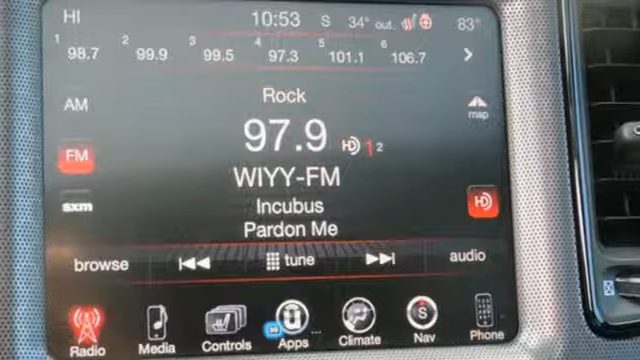 HI 10:53 S 34° out. 83°
1 98.7 2 99.9 3 99.5 4 97.3 5 101.1 6 106.7
Rock
AM
map
97.9 HD 1 2
FM
WIYY-FM
sxm
Incubus
HD
Pardon Me
browse tune audio
Radio Media Controls Apps ... Climate Nav Phone
S